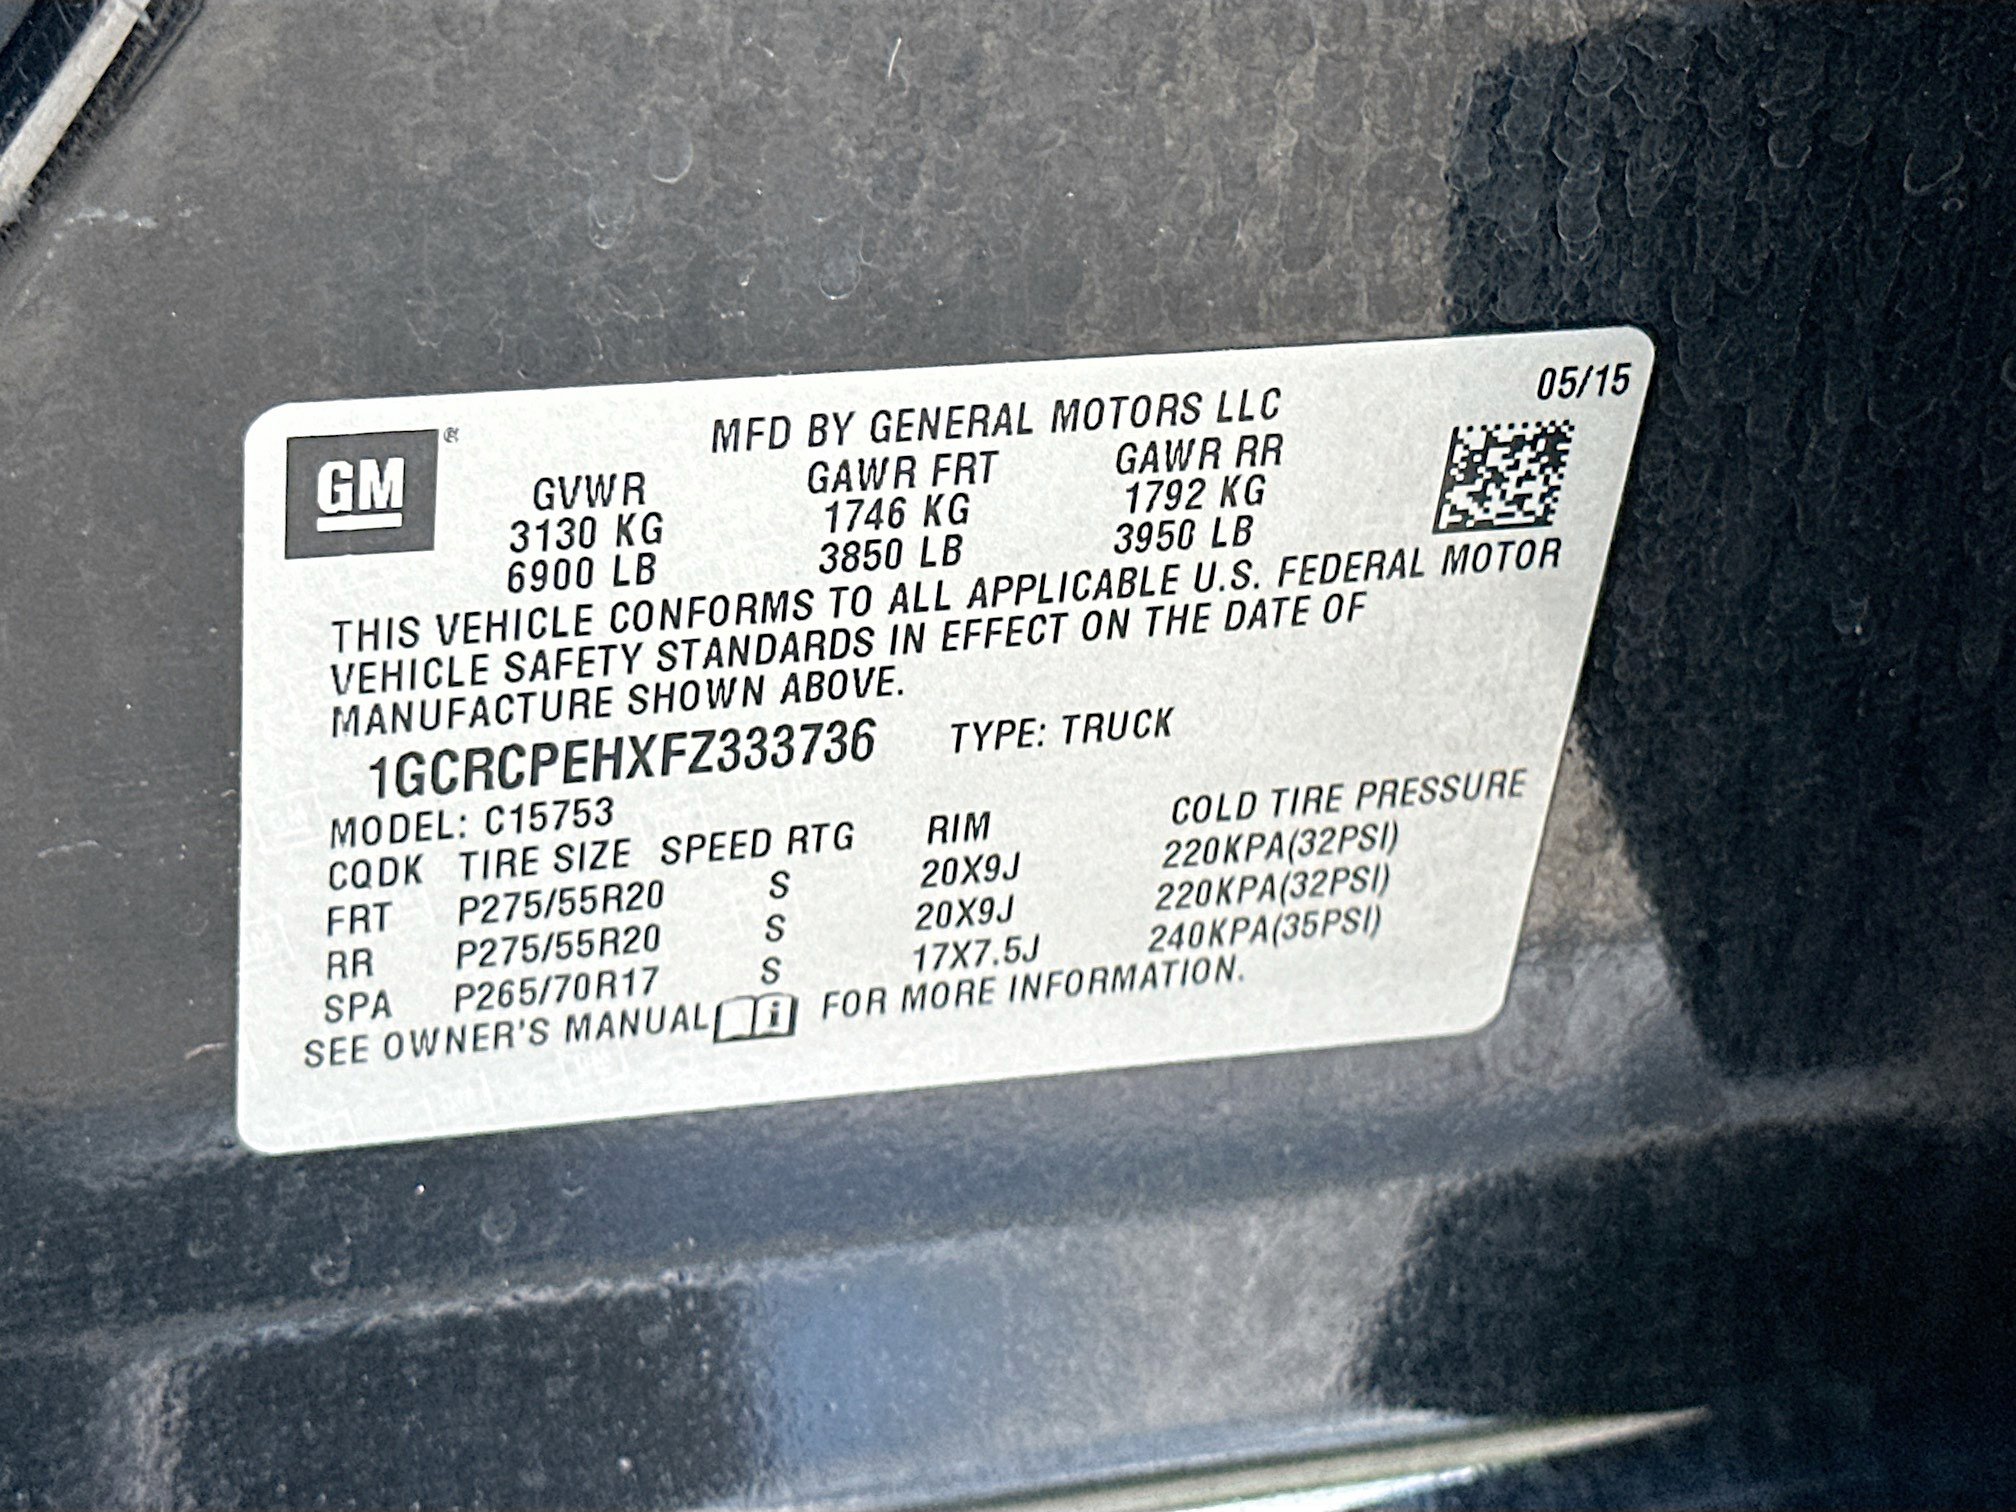 05/15
MFD BY GENERAL MOTORS LLC
GM ®
GVWR GAWR FRT GAWR RR
3130 KG 1746 KG 1792 KG
6900 LB 3850 LB 3950 LB
THIS VEHICLE CONFORMS TO ALL APPLICABLE U.S. FEDERAL MOTOR
VEHICLE SAFETY STANDARDS IN EFFECT ON THE DATE OF
MANUFACTURE SHOWN ABOVE.
1GCRCPEHXFZ333736 TYPE: TRUCK
MODEL: C15753
CQDK TIRE SIZE SPEED RTG RIM COLD TIRE PRESSURE
FRT P275/55R20 S 20X9J 220KPA(32PSI)
RR P275/55R20 S 20X9J 220KPA(32PSI)
SPA P265/70R17 S 17X7.5J 240KPA(35PSI)
SEE OWNER'S MANUAL i FOR MORE INFORMATION.